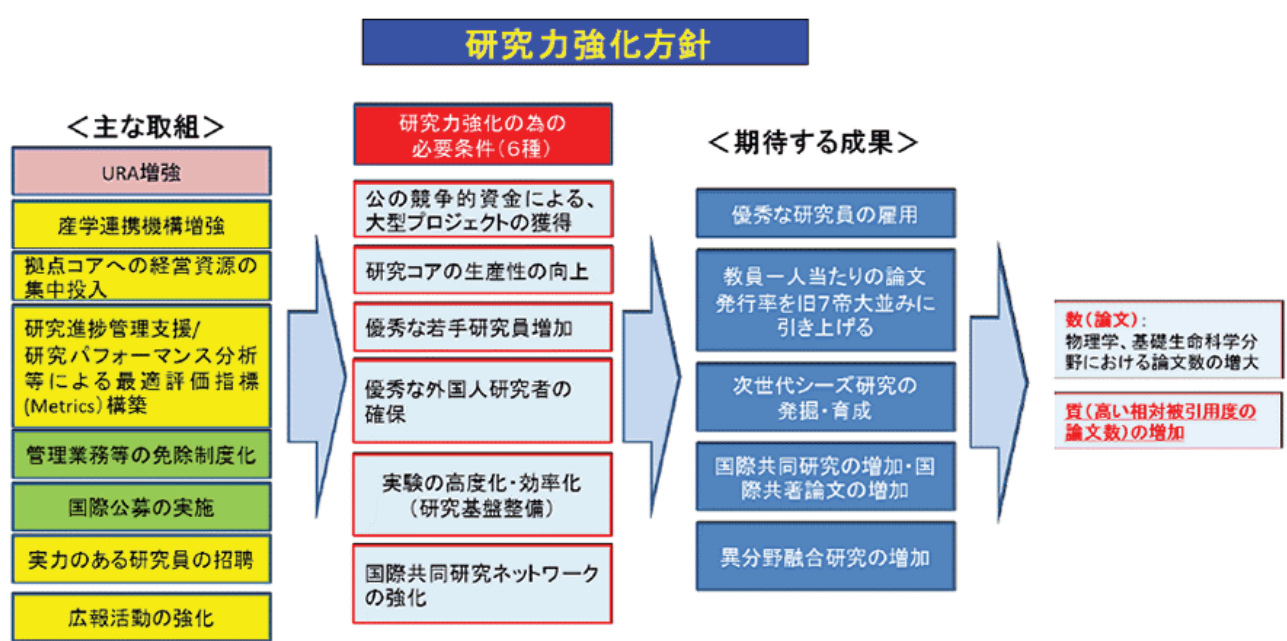 研究力強化方針
＜主な取組＞
URA増強
産学連携機構増強
拠点コアへの経営資源の
集中投入
研究進捗管理支援/
研究パフォーマンス分析
等による最適評価指標
(Metrics)構築
管理業務等の免除制度化
国際公募の実施
実力のある研究員の招聘
広報活動の強化
研究力強化の為の
必要条件(6種)
公の競争的資金による、
大型プロジェクトの獲得
研究コアの生産性の向上
優秀な若手研究員増加
優秀な外国人研究者の
確保
実験の高度化・効率化
(研究基盤整備)
国際共同研究ネットワーク
の強化
＜期待する成果＞
優秀な研究員の雇用
教員一人当たりの論文
発行率を旧7帝大並みに
引き上げる
次世代シーズ研究の
発掘・育成
国際共同研究の増加・国
際共著論文の増加
異分野融合研究の増加
数(論文):
物理学、基礎生命科学分
野における論文数の増大
質(高い相対被引用度の
論文数)の増加